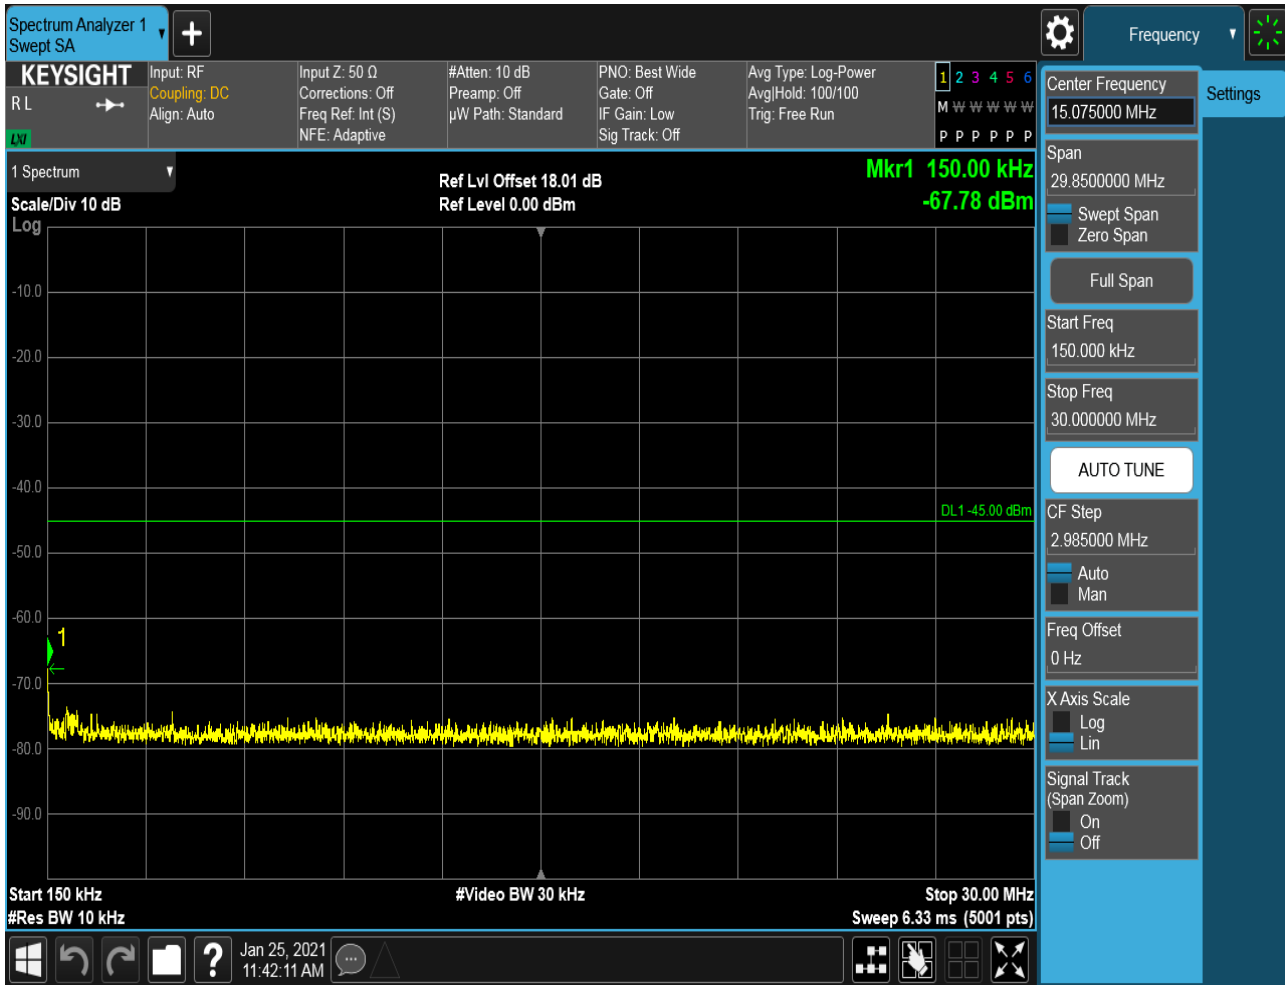 Spectrum Analyzer 1
Swept SA
+
Frequency
KEYSIGHT
R L
LXI
Input: RF
Coupling: DC
Align: Auto
Input Z: 50 Ω
Corrections: Off
Freq Ref: Int (S)
NFE: Adaptive
#Atten: 10 dB
Preamp: Off
µW Path: Standard
PNO: Best Wide
Gate: Off
IF Gain: Low
Sig Track: Off
Avg Type: Log-Power
Avg|Hold: 100/100
Trig: Free Run
1 2 3 4 5 6
M W W W W W
P P P P P P
1 Spectrum
Scale/Div 10 dB
Log
Ref Lvl Offset 18.01 dB
Ref Level 0.00 dBm
Mkr1 150.00 kHz
-67.78 dBm
-10.0
-20.0
-30.0
-40.0
DL1 -45.00 dBm
-50.0
-60.0
1
-70.0
-80.0
-90.0
Start 150 kHz
#Video BW 30 kHz
Stop 30.00 MHz
#Res BW 10 kHz
Sweep 6.33 ms (5001 pts)
?
Jan 25, 2021
11:42:11 AM
Center Frequency
15.075000 MHz
Settings
Span
29.8500000 MHz
Swept Span
Zero Span
Full Span
Start Freq
150.000 kHz
Stop Freq
30.000000 MHz
AUTO TUNE
CF Step
2.985000 MHz
Auto
Man
Freq Offset
0 Hz
X Axis Scale
Log
Lin
Signal Track
(Span Zoom)
On
Off